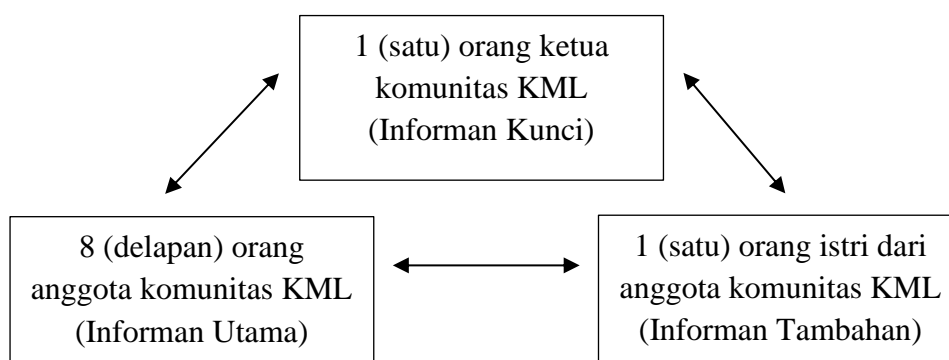 1 (satu) orang ketua
komunitas KML
(Informan Kunci)
8 (delapan) orang
anggota komunitas KML
(Informan Utama)
1 (satu) orang istri dari
anggota komunitas KML
(Informan Tambahan)